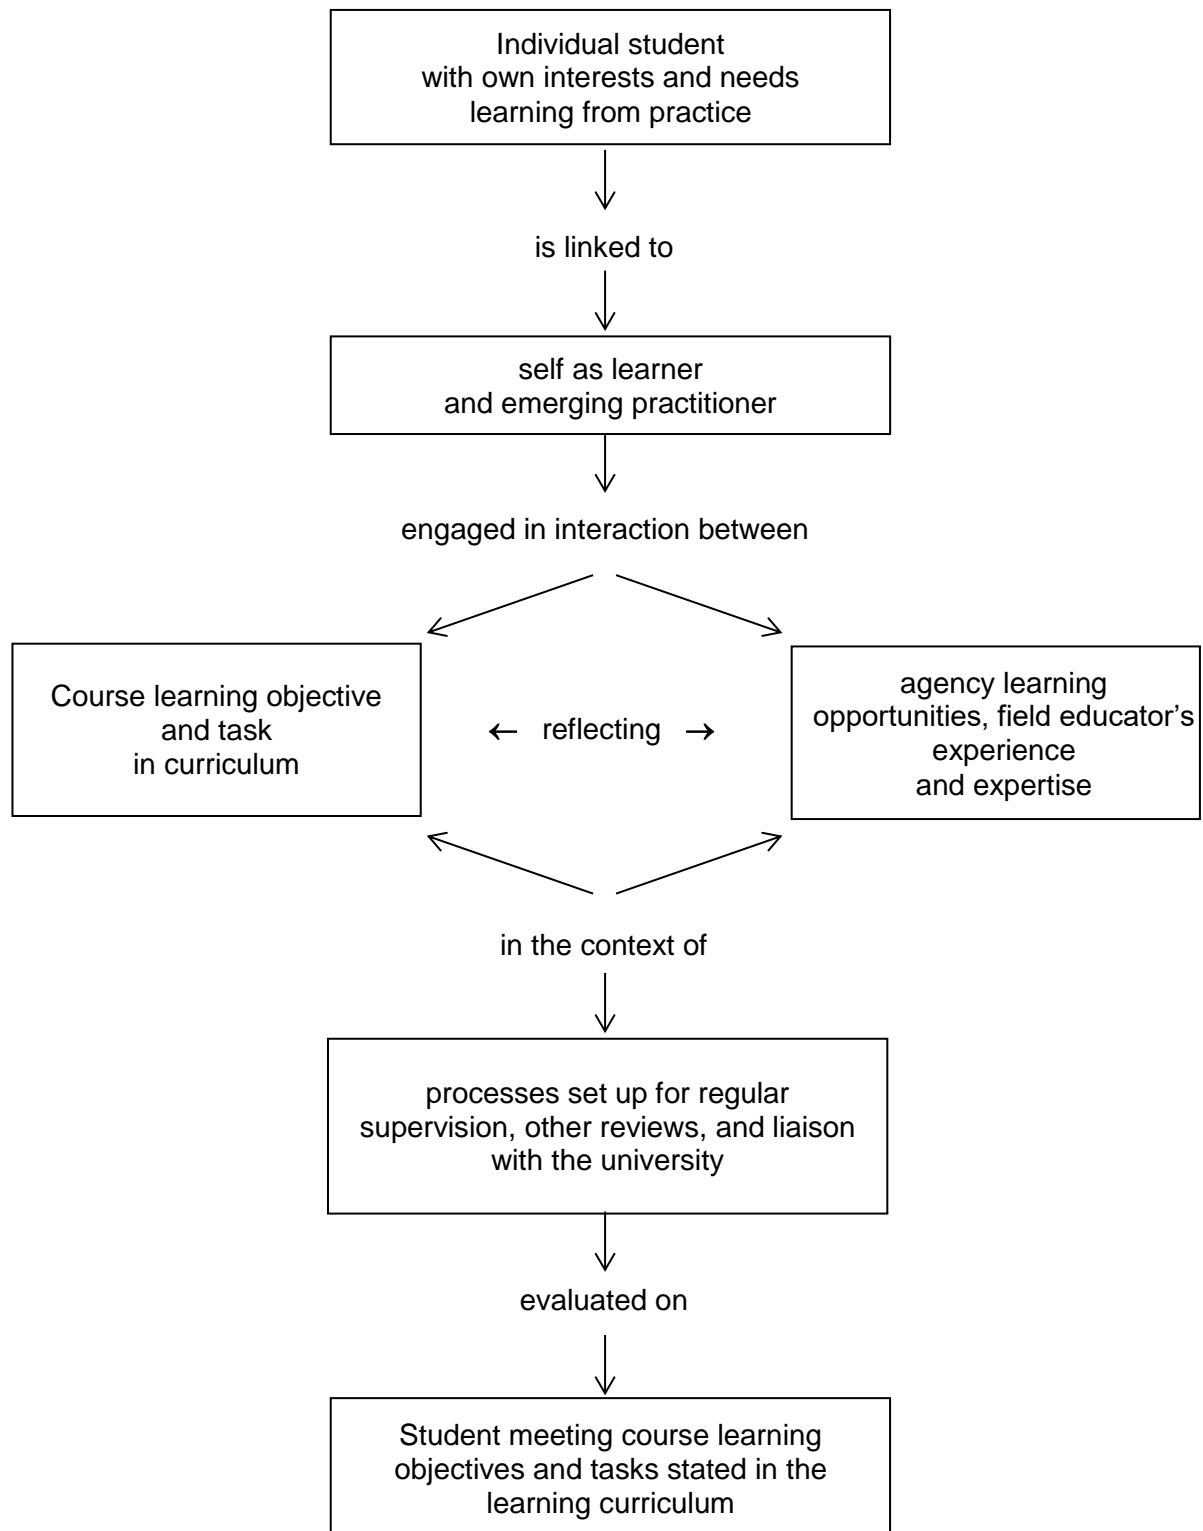 Individual student
with own interests and needs
learning from practice
is linked to
self as learner
and emerging practitioner
engaged in interaction between
Course learning objective
and task
in curriculum
← reflecting →
agency learning
opportunities, field educator’s
experience
and expertise
in the context of
processes set up for regular
supervision, other reviews, and liaison
with the university
evaluated on
Student meeting course learning
objectives and tasks stated in the
learning curriculum